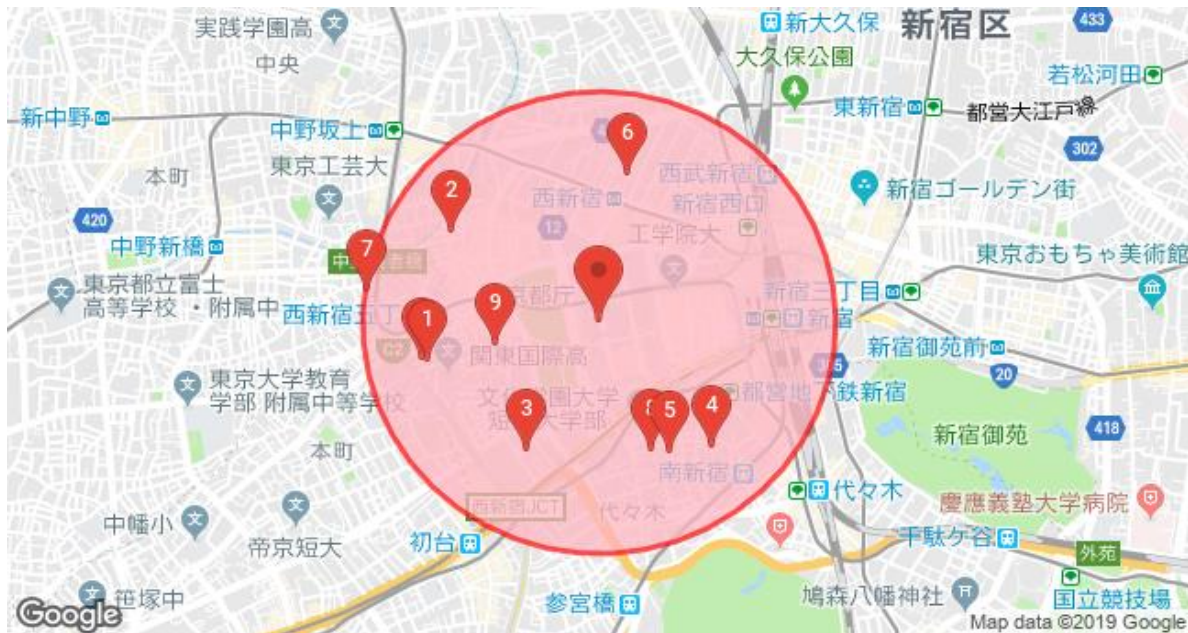 実践学園高
中央
新大久保
新宿区
433
大久保公園
若松河田
新中野
中野坂上
東新宿
都営大江戸線
6
302
東京工芸大
本町
西武新宿
2
西新宿
新宿西口
新宿ゴールデン街
420
12
工学院大
中野新橋
7
東京おもちゃ美術館
東京都立富士
高等学校・附属中
西新宿五丁
9
京都庁
新宿三丁目
1
新宿
関東国際高
新宿御苑前
20
東京大学教育
学部 附属中等学校
文化学園大学
短期大学部
都営地下鉄新宿
3
8
5
4
418
新宿御苑
本町
南新宿
代々木
慶應義塾大学病院
西新宿JCT
代々木
中幡小
帝京短大
初台
千駄ケ谷
外苑
笹塚中
参宮橋
鳩森八幡神社
国立競技場
Google
Map data ©2019 Google